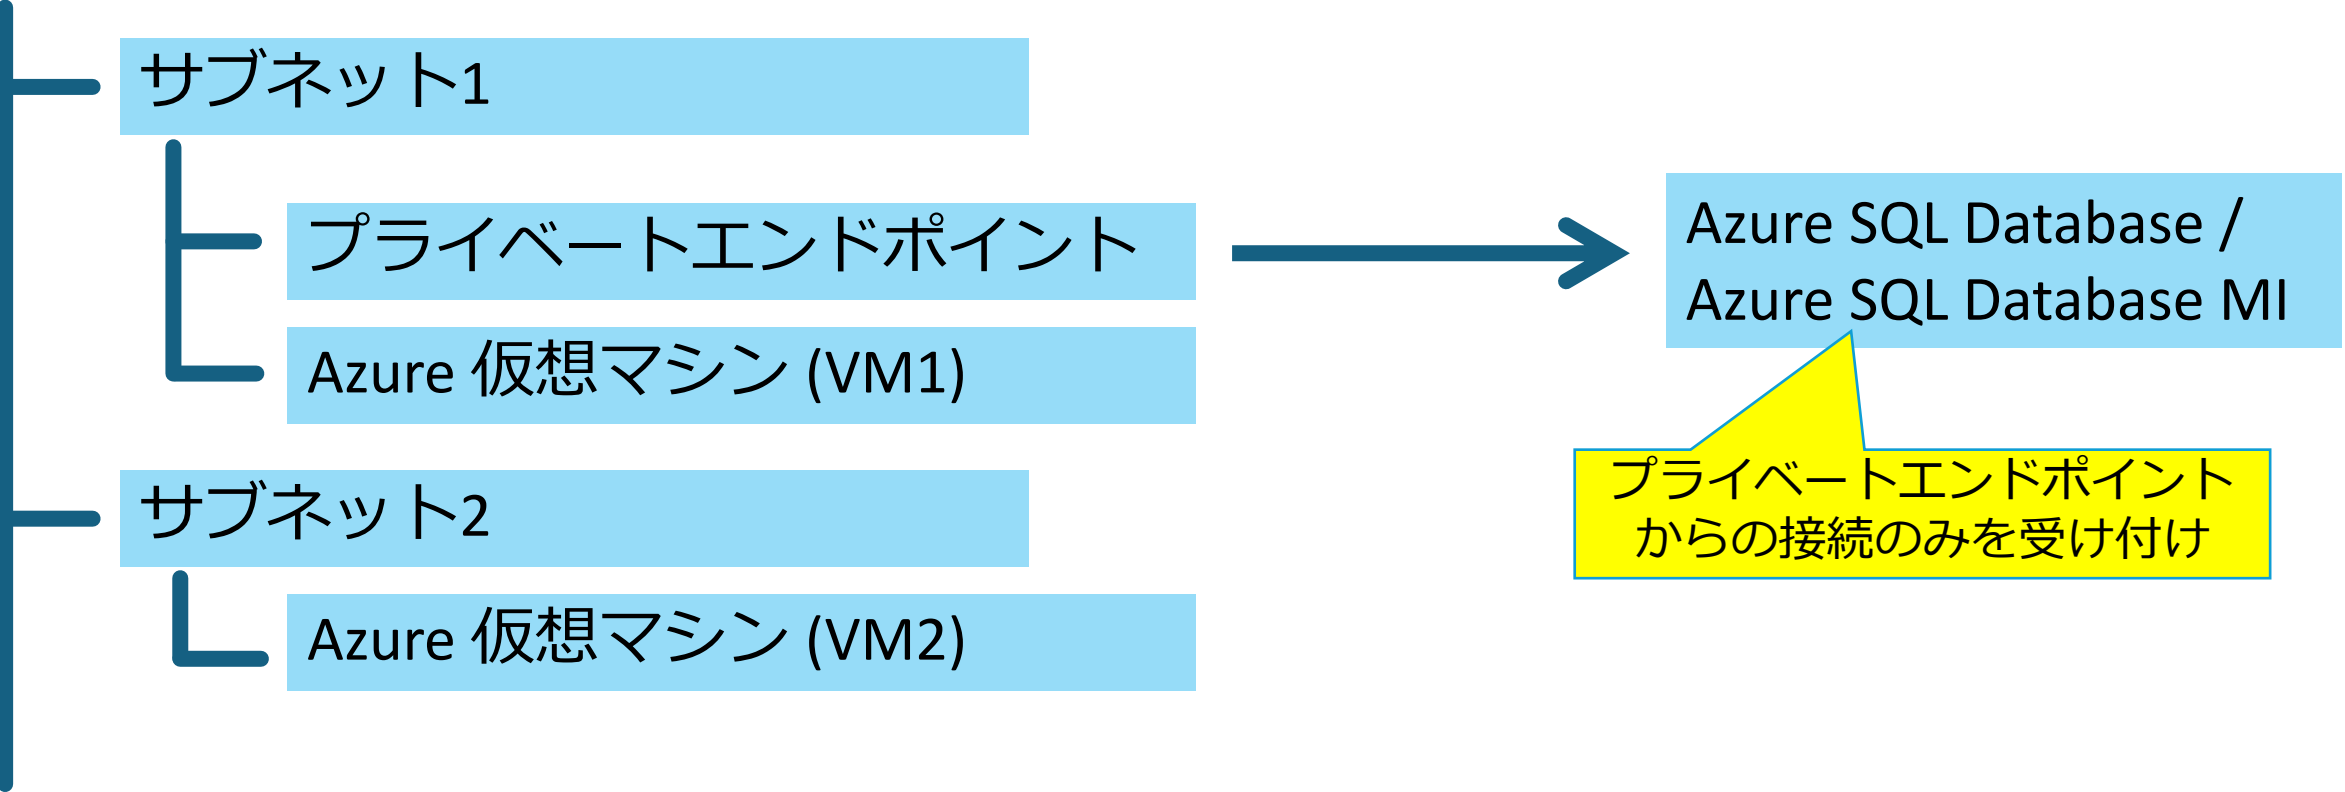 サブネット1
プライベートエンドポイント
Azure 仮想マシン (VM1)
サブネット2
Azure 仮想マシン (VM2)
Azure SQL Database /
Azure SQL Database MI
プライベートエンドポイント
からの接続のみを受け付け